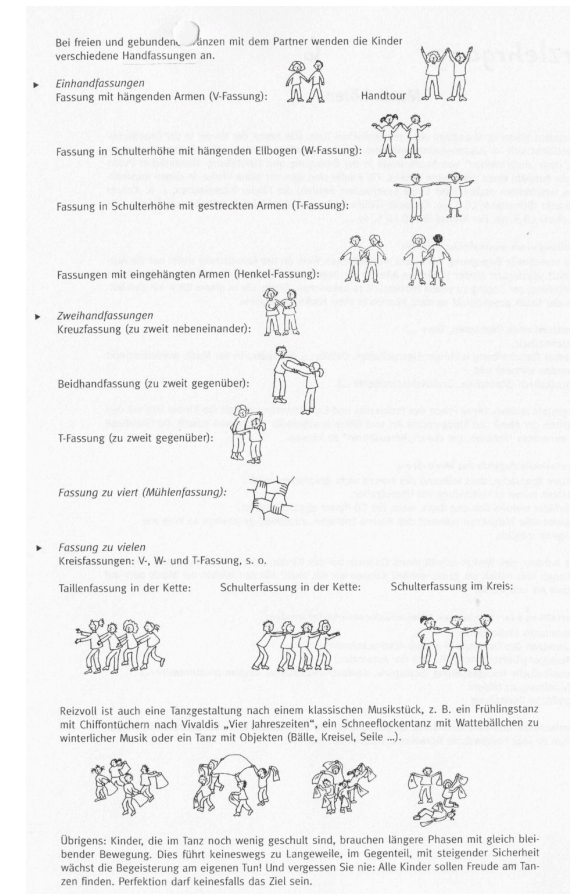 Bei freien und gebundenen Tänzen mit dem Partner wenden die Kinder
verschiedene Handfassungen an.
► Einhandfassungen
Fassung mit hängenden Armen (V-Fassung):
Handtour
Fassung in Schulterhöhe mit hängenden Ellbogen (W-Fassung):
Fassung in Schulterhöhe mit gestreckten Armen (T-Fassung):
Fassungen mit eingehängten Armen (Henkel-Fassung):
► Zweihandfassungen
Kreuzfassung (zu zweit nebeneinander):
Beidhandfassung (zu zweit gegenüber):
T-Fassung (zu zweit gegenüber):
Fassung zu viert (Mühlenfassung):
► Fassung zu vielen
Kreisfassungen: V-, W- und T-Fassung, s. o.
Taillenfassung in der Kette: Schulterfassung in der Kette: Schulterfassung im Kreis:
Reizvoll ist auch eine Tanzgestaltung nach einem klassischen Musikstück, z. B. ein Frühlingstanz
mit Chiffontüchern nach Vivaldis „Vier Jahreszeiten“, ein Schneeflockentanz mit Wattebällchen zu
winterlicher Musik oder ein Tanz mit Objekten (Bälle, Kreisel, Seile ...).
Übrigens: Kinder, die im Tanz noch wenig geschult sind, brauchen längere Phasen mit gleich blei-
bender Bewegung. Dies führt keineswegs zu Langeweile, im Gegenteil, mit steigender Sicherheit
wächst die Begeisterung am eigenen Tun! Und vergessen Sie nie: Alle Kinder sollen Freude am Tan-
zen finden. Perfektion darf keinesfalls das Ziel sein.